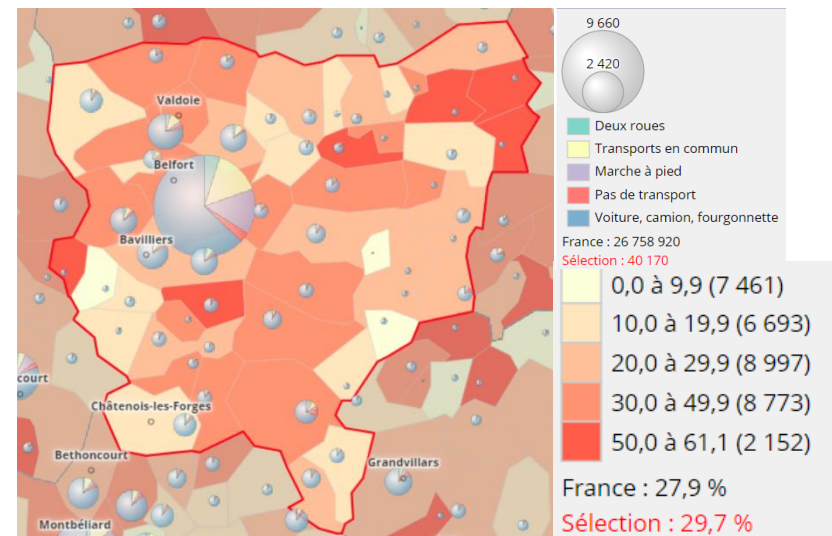 Valdoie
Belfort
Bavilliers
court
Châtenois-les-Forges
Bethoncourt
Grandvillars
Montbéliard
9 660
2 420
Deux roues
Transports en commun
Marche à pied
Pas de transport
Voiture, camion, fourgonnette
France : 26 758 920
Sélection : 40 170
0,0 à 9,9 (7 461)
10,0 à 19,9 (6 693)
20,0 à 29,9 (8 997)
30,0 à 49,9 (8 773)
50,0 à 61,1 (2 152)
France : 27,9 %
Sélection : 29,7 %